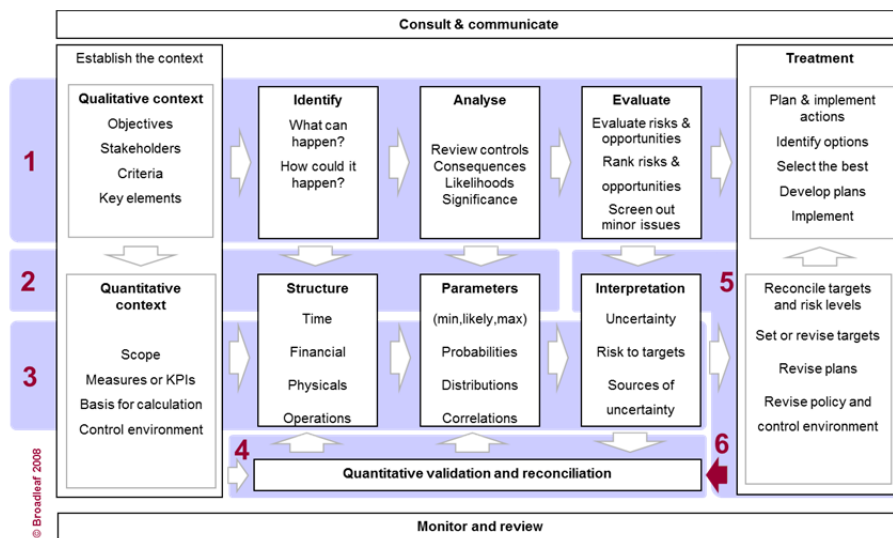 Consult & communicate
Establish the context
Qualitative context
Objectives
Stakeholders
Criteria
Key elements
1
Identify
What can
happen?
How could it
happen?
Analyse
Review controls
Consequences
Likelihoods
Significance
Evaluate
Evaluate risks &
opportunities
Rank risks &
opportunities
Screen out
minor issues
Treatment
Plan & implement
actions
Identify options
Select the best
Develop plans
Implement
2
Quantitative
context
Scope
Measures or KPIs
Basis for calculation
Control environment
3
Structure
Time
Financial
Physicals
Operations
Parameters
(min,likely,max)
Probabilities
Distributions
Correlations
Interpretation
Uncertainty
Risk to targets
Sources of
uncertainty
5
Reconcile targets
and risk levels
Set or revise targets
Revise plans
Revise policy and
control environment
4
Quantitative validation and reconciliation
6
Monitor and review
© Broadleaf 2008